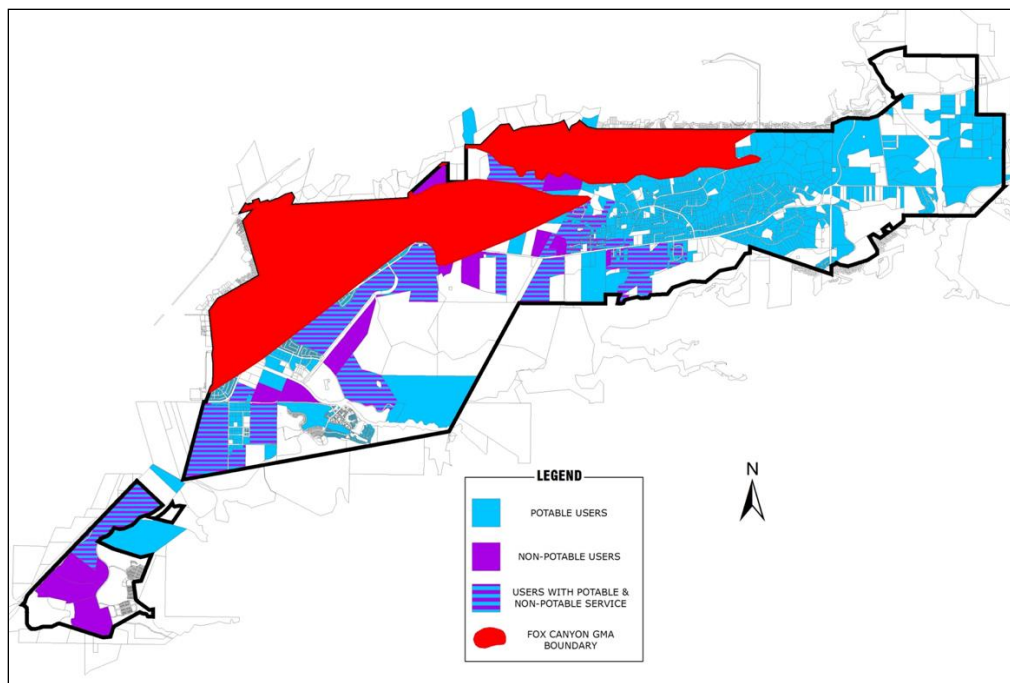 N
LEGEND
POTABLE USERS
NON-POTABLE USERS
USERS WITH POTABLE &
NON-POTABLE SERVICE
FOX CANYON GMA
BOUNDARY